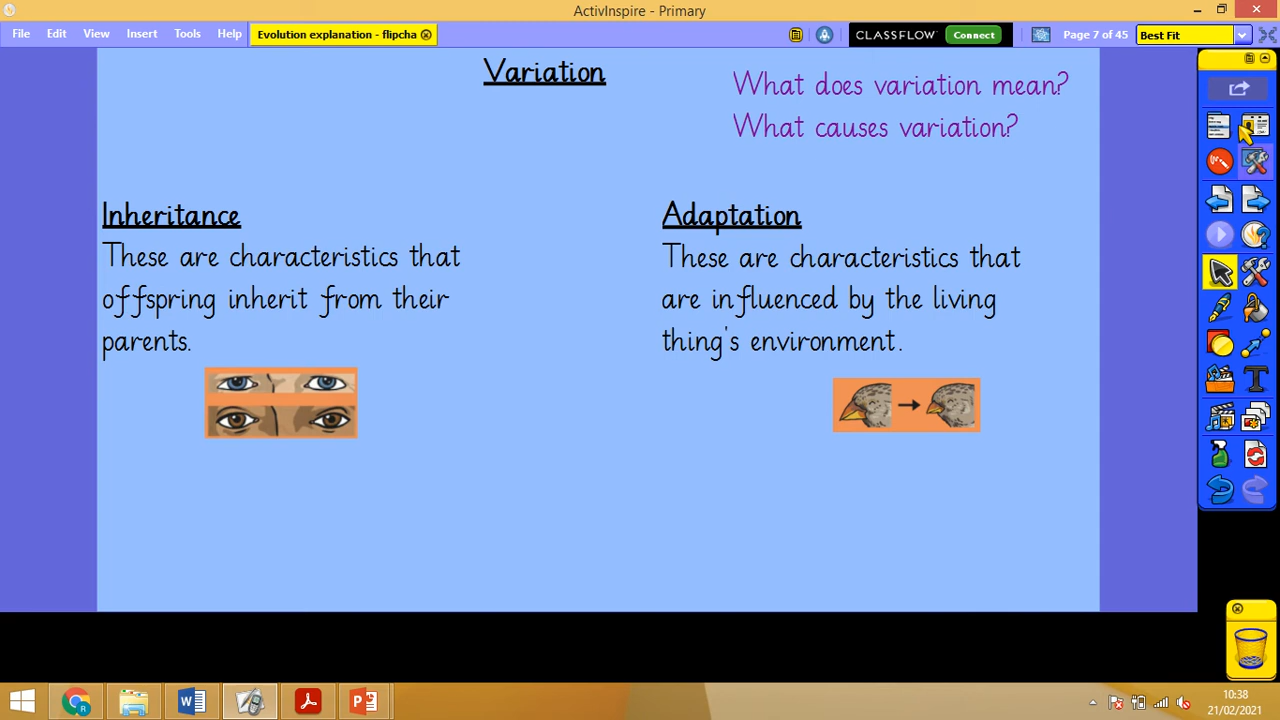 ActivInspire - Primary
File Edit View Insert Tools Help Evolution explanation - flipcha CLASSFLOW Connect Page 7 of 45 Best Fit
Variation
What does variation mean?
What causes variation?
Inheritance
These are characteristics that
offspring inherit from their
parents.
Adaptation
These are characteristics that
are influenced by the living
thing's environment.
10:38
21/02/2021